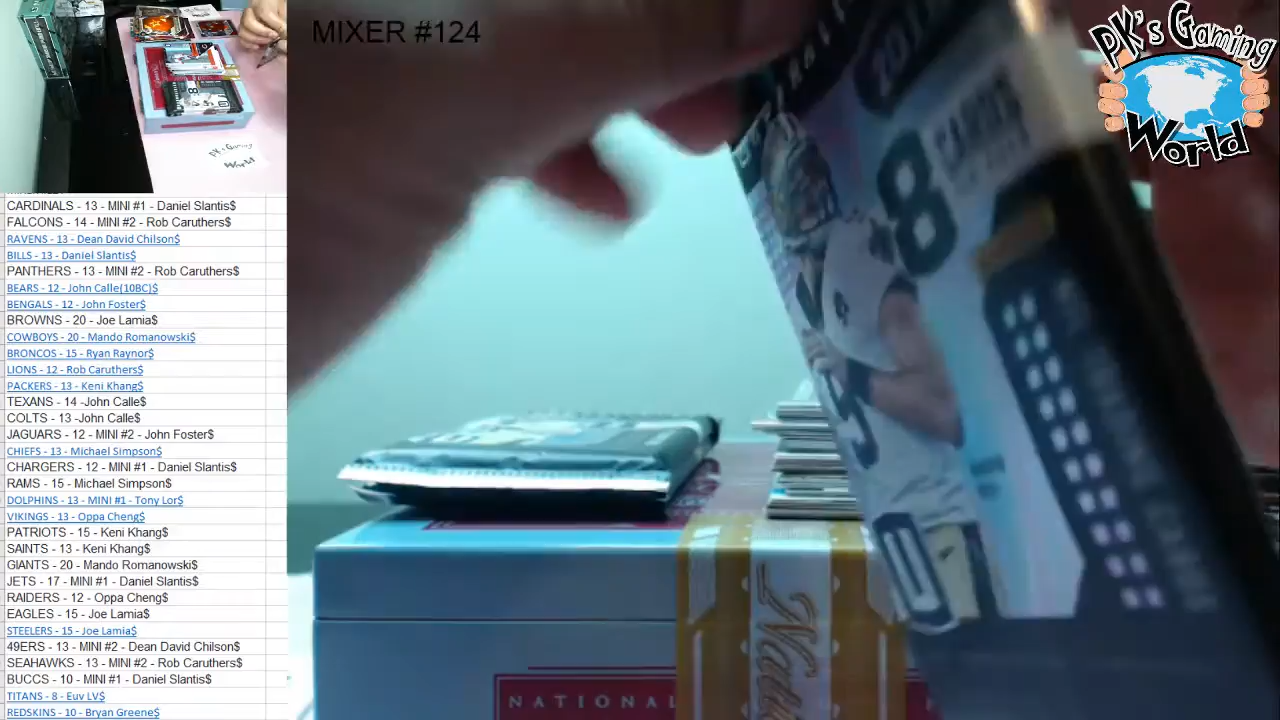 MIXER #124
PK's Gaming
World
CARDINALS - 13 - MINI #1 - Daniel Slantis$
FALCONS - 14 - MINI #2 - Rob Caruthers$
RAVENS - 13 - Dean David Chilson$
BILLS - 13 - Daniel Slantis$
PANTHERS - 13 - MINI #2 - Rob Caruthers$
BEARS - 12 - John Calle(10BC)$
BENGALS - 12 - John Foster$
BROWNS - 20 - Joe Lamia$
COWBOYS - 20 - Mando Romanowski$
BRONCOS - 15 - Ryan Raynor$
LIONS - 12 - Rob Caruthers$
PACKERS - 13 - Keni Khang$
TEXANS - 14 -John Calle$
COLTS - 13 -John Calle$
JAGUARS - 12 - MINI #2 - John Foster$
CHIEFS - 13 - Michael Simpson$
CHARGERS - 12 - MINI #1 - Daniel Slantis$
RAMS - 15 - Michael Simpson$
DOLPHINS - 13 - MINI #1 - Tony Lor$
VIKINGS - 13 - Oppa Cheng$
PATRIOTS - 15 - Keni Khang$
SAINTS - 13 - Keni Khang$
GIANTS - 20 - Mando Romanowski$
JETS - 17 - MINI #1 - Daniel Slantis$
RAIDERS - 12 - Oppa Cheng$
EAGLES - 15 - Joe Lamia$
STEELERS - 15 - Joe Lamia$
49ERS - 13 - MINI #2 - Dean David Chilson$
SEAHAWKS - 13 - MINI #2 - Rob Caruthers$
BUCCS - 10 - MINI #1 - Daniel Slantis$
TITANS - 8 - Euv LV$
REDSKINS - 10 - Bryan Greene$
PK's Gaming
World
8
NATIONAL